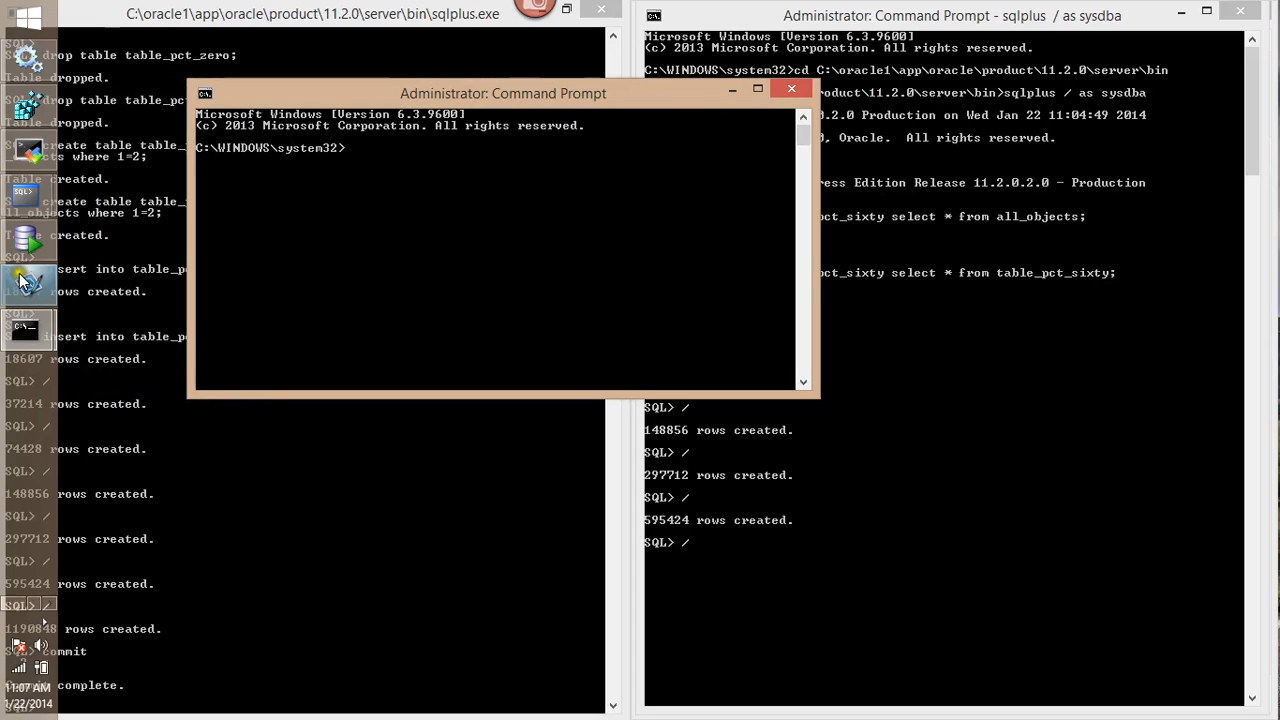 C:\oracle1\app\oracle\product\11.2.0\server\bin\sqlplus.exe
drop table table_pct_zero;
Table dropped.
drop table table_pc
dropped.
create table table_
objects where 1=2;
Table created.
create table table_
ll_objects where 1=2;
created.
SQL>
sert into table_pc
rows created.
insert into table_pc
18607 rows created.
SQL> /
37214 rows created.
SQL> /
74428 rows created.
SQL> /
148856 rows created.
SQL> /
297712 rows created.
SQL> /
595424 rows created.
SQL> /
1190848 rows created.
SQL> commit
complete.
11:07 AM
1/22/2014
Administrator: Command Prompt
Microsoft Windows [Version 6.3.9600]
(c) 2013 Microsoft Corporation. All rights reserved.
C:\WINDOWS\system32>
Administrator: Command Prompt - sqlplus / as sysdba
Microsoft Windows [Version 6.3.9600]
(c) 2013 Microsoft Corporation. All rights reserved.
C:\WINDOWS\system32>cd C:\oracle1\app\oracle\product\11.2.0\server\bin
product\11.2.0\server\bin>sqlplus / as sysdba
.2.0 Production on Wed Jan 22 11:04:49 2014
, Oracle. All rights reserved.
ress Edition Release 11.2.0.2.0 - Production
pct_sixty select * from all_objects;
pct_sixty select * from table_pct_sixty;
SQL> /
148856 rows created.
SQL> /
297712 rows created.
SQL> /
595424 rows created.
SQL> /